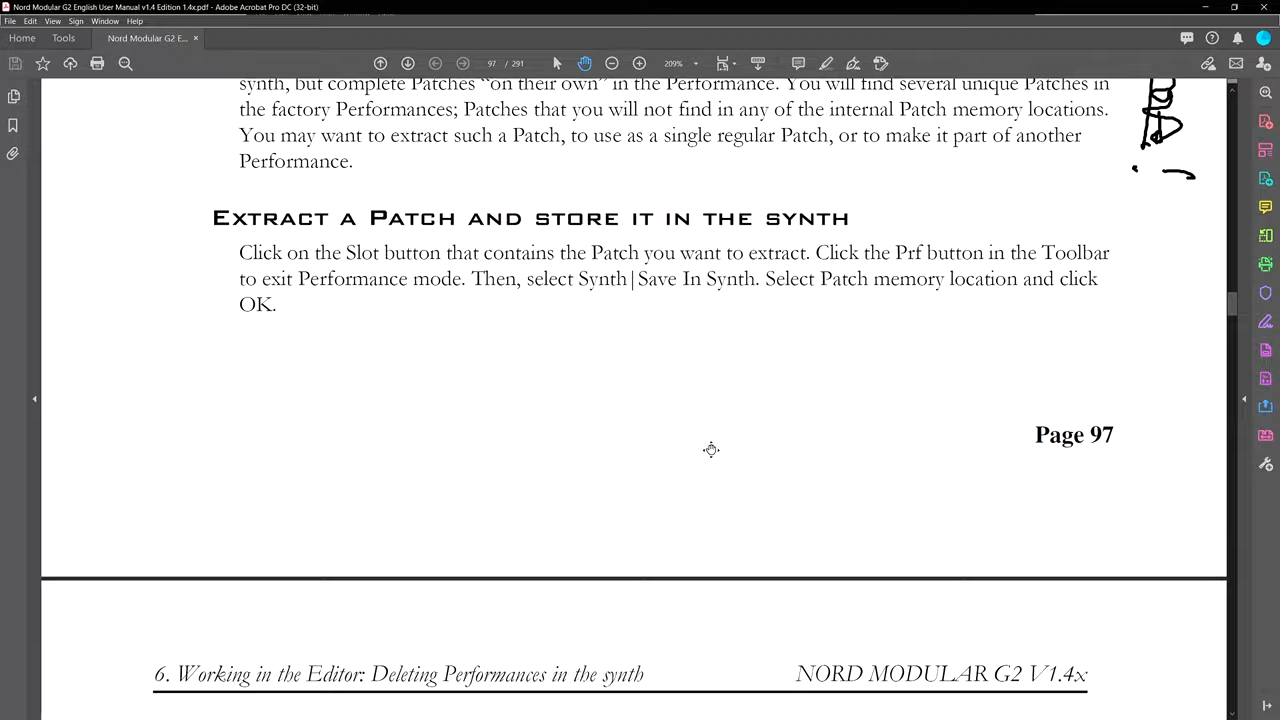 Nord Modular G2 English User Manual v1.4 Edition 1.4x.pdf - Adobe Acrobat Pro DC (32-bit)
File Edit View Sign Window Help
Home Tools Nord Modular G2 E... ×
97 / 291 209%
synth, but complete Patches “on their own” in the Performance. You will find several unique Patches in
the factory Performances; Patches that you will not find in any of the internal Patch memory locations.
You may want to extract such a Patch, to use as a single regular Patch, or to make it part of another
Performance.
EXTRACT A PATCH AND STORE IT IN THE SYNTH
Click on the Slot button that contains the Patch you want to extract. Click the Prf button in the Toolbar
to exit Performance mode. Then, select Synth|Save In Synth. Select Patch memory location and click
OK.
Page 97
6. Working in the Editor: Deleting Performances in the synth NORD MODULAR G2 V1.4x